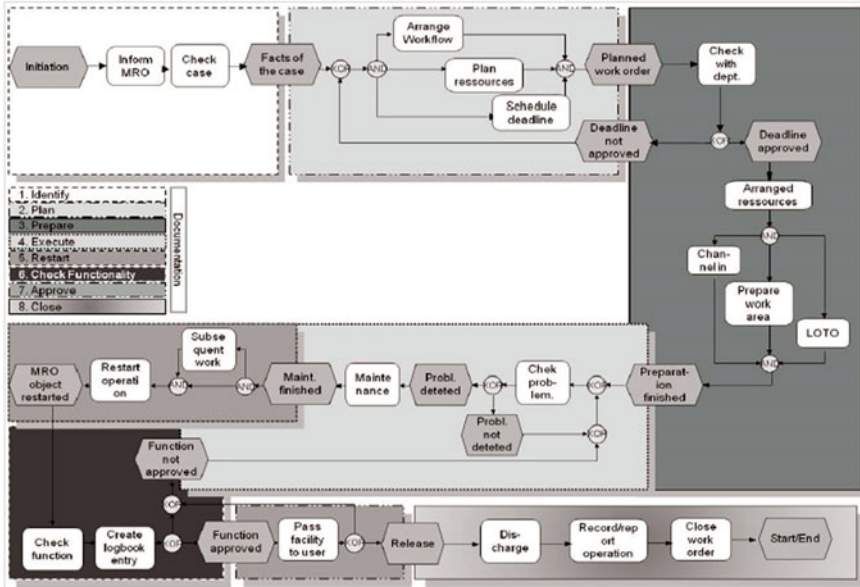 Initiation
Inform
MRO
Check
case
Facts of
the case
XOR
AND
Arrange
Workflow
Plan
ressources
Schedule
deadline
AND
Planned
work order
Check
with
dept.
XOR
Deadline
not
approved
Deadline
approved
Arranged
ressources
AND
Chan-
nel in
Prepare
work
area
LOTO
AND
1. Identify
2. Plan
3. Prepare
4. Execute
5. Restart
6. Check Functionality
7. Approve
8. Close
Documentation
Preparat-
ion
finished
XOR
XOR
Chek
prob-
lem.
XOR
Probl.
deteted
Probl.
not
deteted
Mainte
nance
Maint.
finished
AND
Subse
quent
work
AND
Restart
operati
on
MRO
object
restarted
Function
not
approved
Check
function
Create
logbook
entry
XOR
XOR
Function
approved
Pass
facility
to user
XOR
Release
Dis-
charge
Record/rep
ort operation
Close
work
order
Start/End